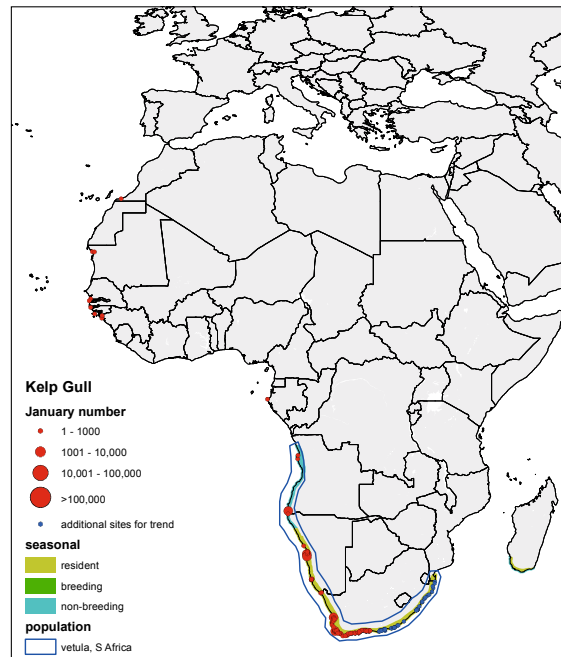 Kelp Gull
January number
1 - 1000
1001 - 10,000
10,001 - 100,000
>100,000
additional sites for trend
seasonal
resident
breeding
non-breeding
population
vetula, S Africa